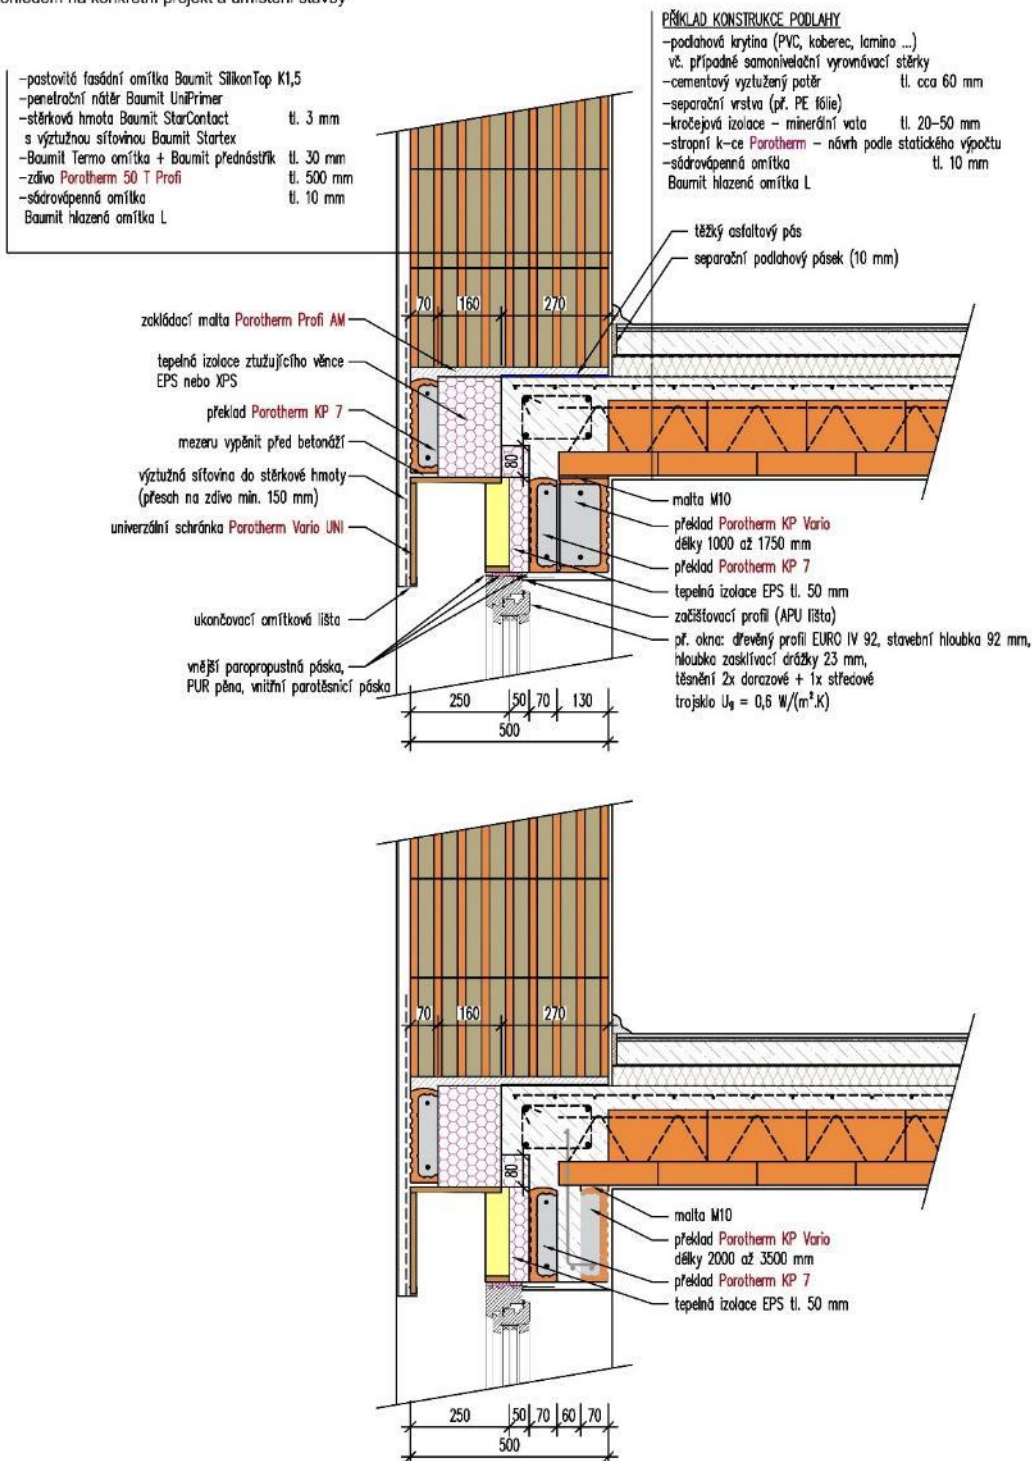 ohledem na konkrétní projekt a umístění stavby
-pastovitá fasádní omítka Baumit SilikonTop K1,5
-penetrační nátěr Baumit UniPrimer
-stěrková hmota Baumit StarContact tl. 3 mm
s výztužnou síťovinou Baumit Startex
-Baumit Termo omítka + Baumit přednástřik tl. 30 mm
-zdivo Porotherm 50 T Profi tl. 500 mm
-sádrovápenná omítka tl. 10 mm
Baumit hlazená omítka L
PŘÍKLAD KONSTRUKCE PODLAHY
-podlahová krytina (PVC, koberec, lamino ...)
vč. případné samonivelační vyrovnávací stěrky
-cementový vyztužený potěr tl. cca 60 mm
-separační vrstva (př. PE fólie)
-kročejová izolace - minerální vata tl. 20-50 mm
-stropní k-ce Porotherm - návrh podle statického výpočtu
-sádrovápenná omítka tl. 10 mm
Baumit hlazená omítka L
těžký asfaltový pás
separační podlahový pásek (10 mm)
70 160 270
zakládací malta Porotherm Profi AM
tepelná izolace ztužujícího věnce
EPS nebo XPS
překlad Porotherm KP 7
mezeru vypěnit před betonáží
výztužná síťovina do stěrkové hmoty
(přesah na zdivo min. 150 mm)
univerzální schránka Porotherm Vario UNI
ukončovací omítková lišta
vnější paropropustná páska,
PUR pěna, vnitřní parotěsnicí páska
80
malta M10
překlad Porotherm KP Vario
délky 1000 až 1750 mm
překlad Porotherm KP 7
tepelná izolace EPS tl. 50 mm
začišťovací profil (APU lišta)
př. okna: dřevěný profil EURO IV 92, stavební hloubka 92 mm,
hloubka zasklívací drážky 23 mm,
těsnění 2x dorazové + 1x středové
trojsklo Ug = 0,6 W/(m².K)
250 50 70 130
500
70 160 270
80
malta M10
překlad Porotherm KP Vario
délky 2000 až 3500 mm
překlad Porotherm KP 7
tepelná izolace EPS tl. 50 mm
250 50 70 60 70
500